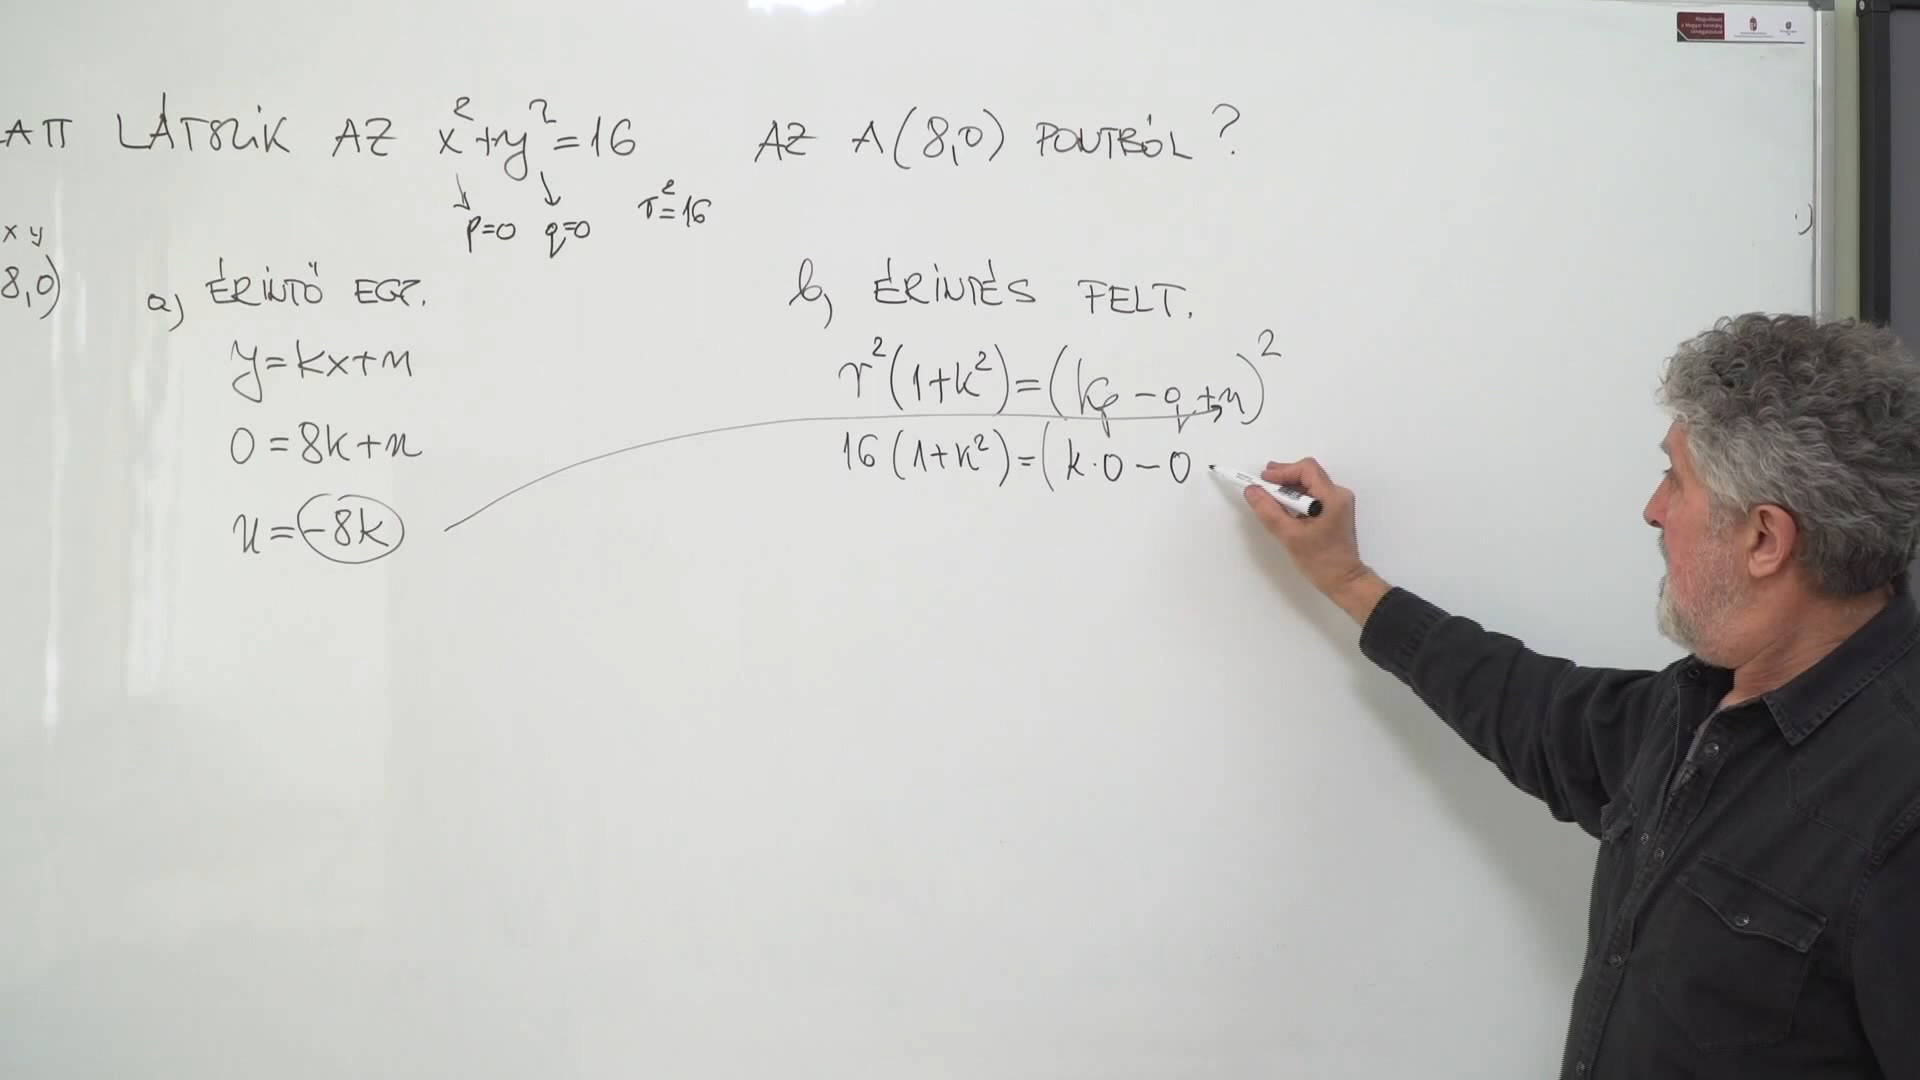 ATT LÁTSZIK AZ x²+y²=16 AZ A(8,0) PONTBÓL?
p=0 q=0 r²=16
x y
8,0)
a) ÉRINTŐ EGY.
y=kx+n
0=8k+n
n=-8k
b, ÉRINTÉS FELT.
r²(1+k²)=(kp-q+n)²
16(1+k²)=(k·0-0